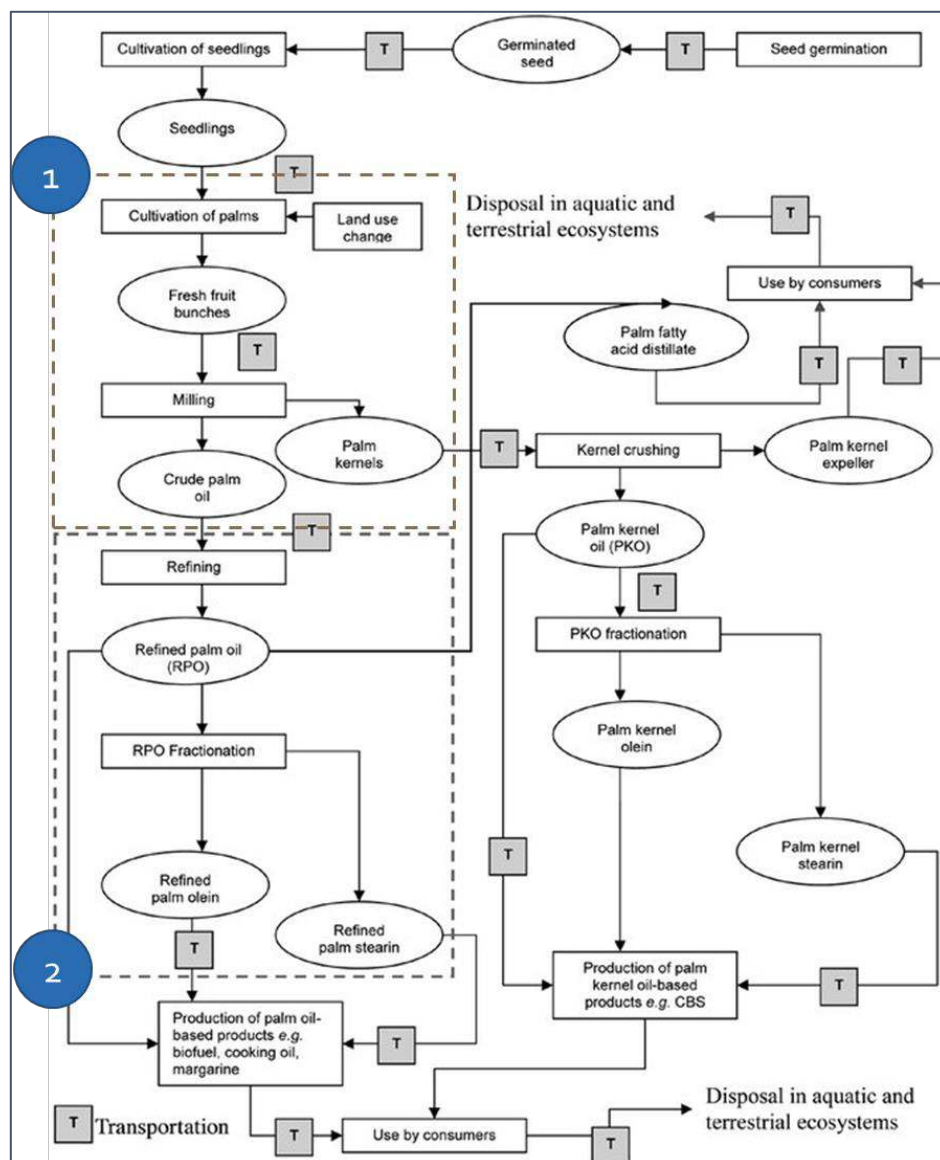 Cultivation of seedlings
T
Germinated
seed
T
Seed germination
Seedlings
1
T
Cultivation of palms
Land use
change
Disposal in aquatic and
terrestrial ecosystems
T
Use by consumers
Fresh fruit
bunches
T
Palm fatty
acid distillate
T
T
Milling
Palm
kernels
T
Kernel crushing
Palm kernel
expeller
Crude palm
oil
T
Palm kernel
oil (PKO)
Refining
T
Refined palm oil
(RPO)
PKO fractionation
RPO Fractionation
Palm kernel
olein
T
Palm kernel
stearin
Refined
palm olein
Refined
palm stearin
T
2
Production of palm
kernel oil-based
products e.g. CBS
T
Production of palm oil-
based products e.g.
biofuel, cooking oil,
margarine
T
T Transportation
T
Use by consumers
T
Disposal in aquatic and
terrestrial ecosystems